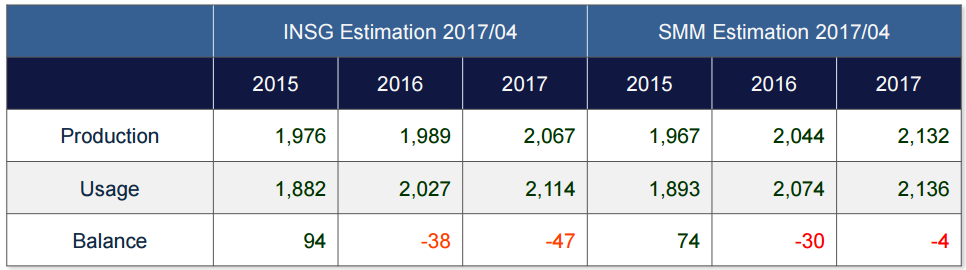 INSG Estimation 2017/04 SMM Estimation 2017/04
2015 2016 2017 2015 2016 2017
Production 1,976 1,989 2,067 1,967 2,044 2,132
Usage 1,882 2,027 2,114 1,893 2,074 2,136
Balance 94 -38 -47 74 -30 -4